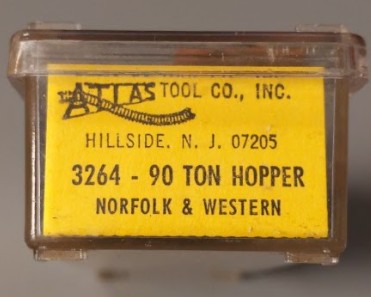 ATLAS TOOL CO., INC.
HILLSIDE, N. J. 07205
3264 - 90 TON HOPPER
NORFOLK & WESTERN